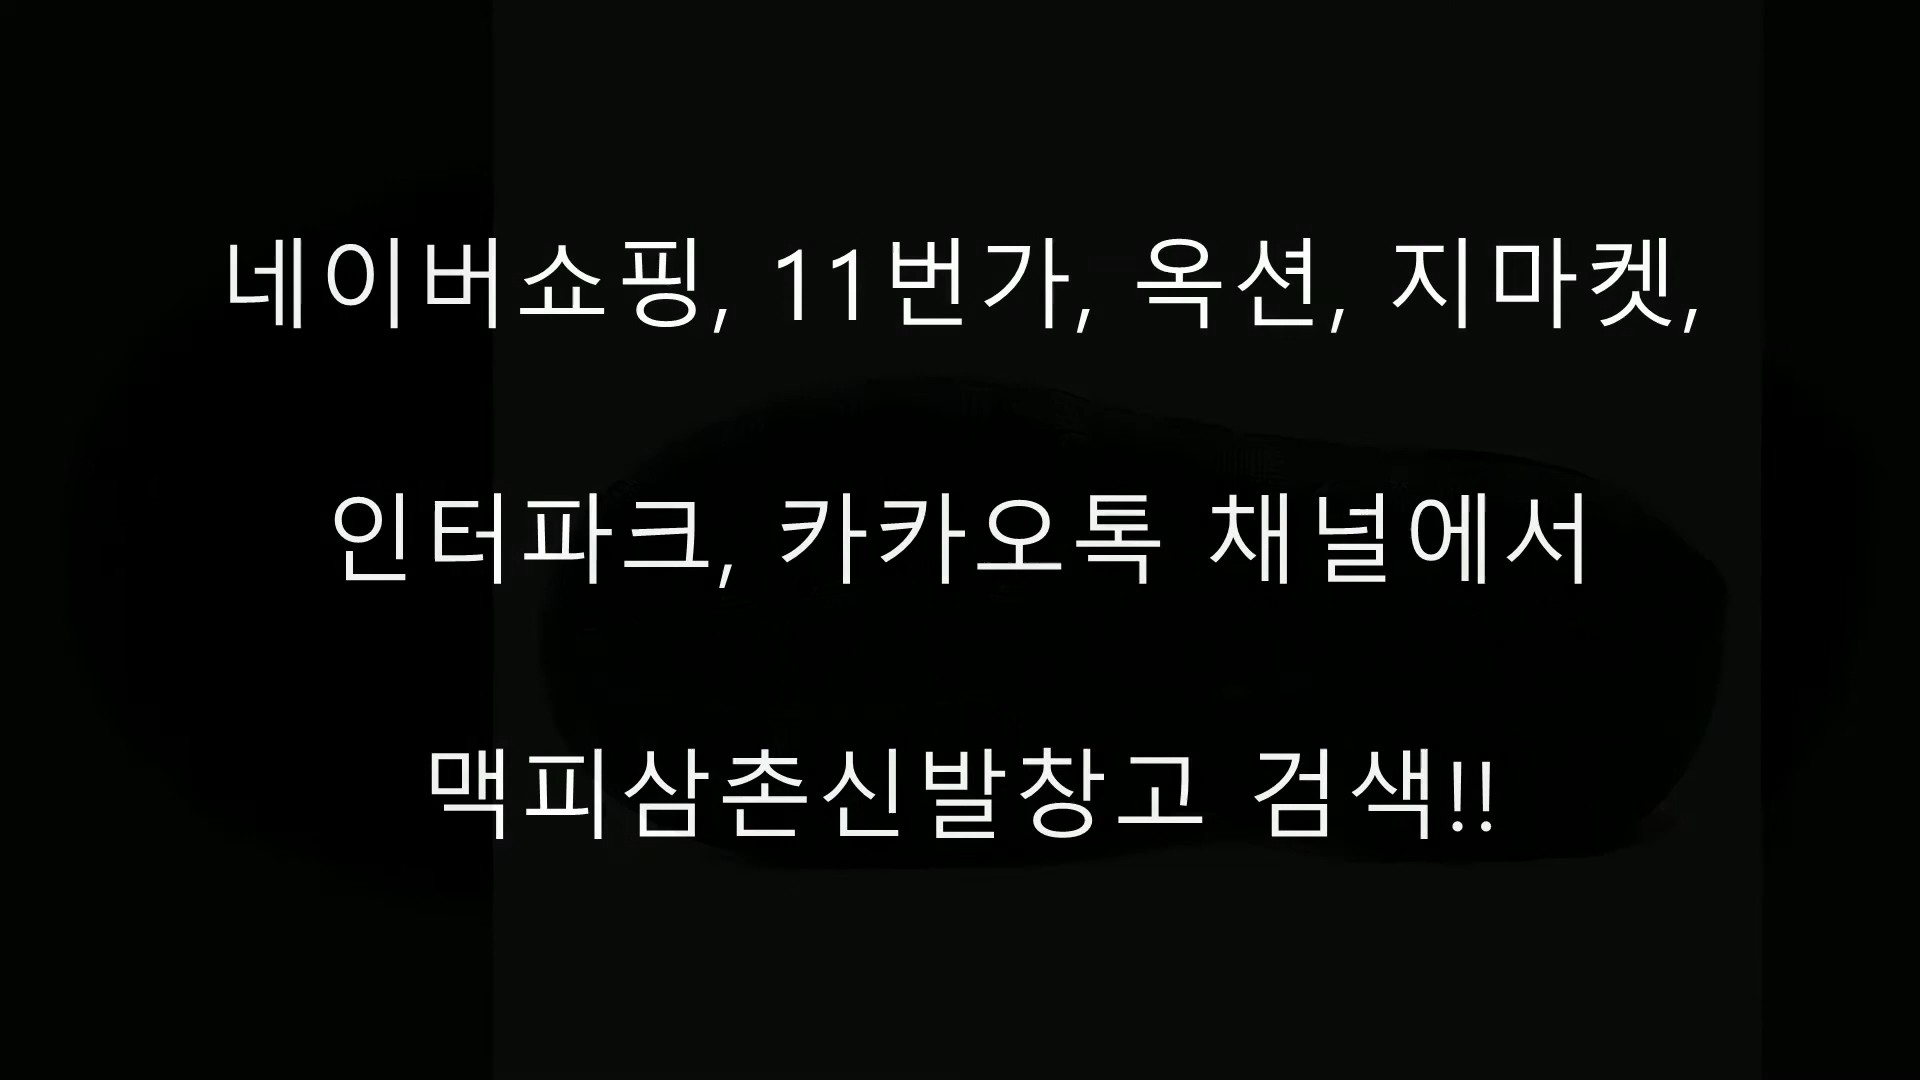 네이버쇼핑, 11번가, 옥션, 지마켓,
인터파크, 카카오톡 채널에서
맥피삼촌신발창고 검색!!